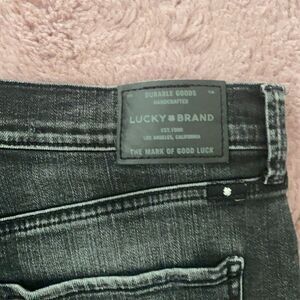 DURABLE GOODS
HANDCRAFTED
LUCKY BRAND
EST. 1990
LOS ANGELES, CALIFORNIA
THE MARK OF GOOD LUCK